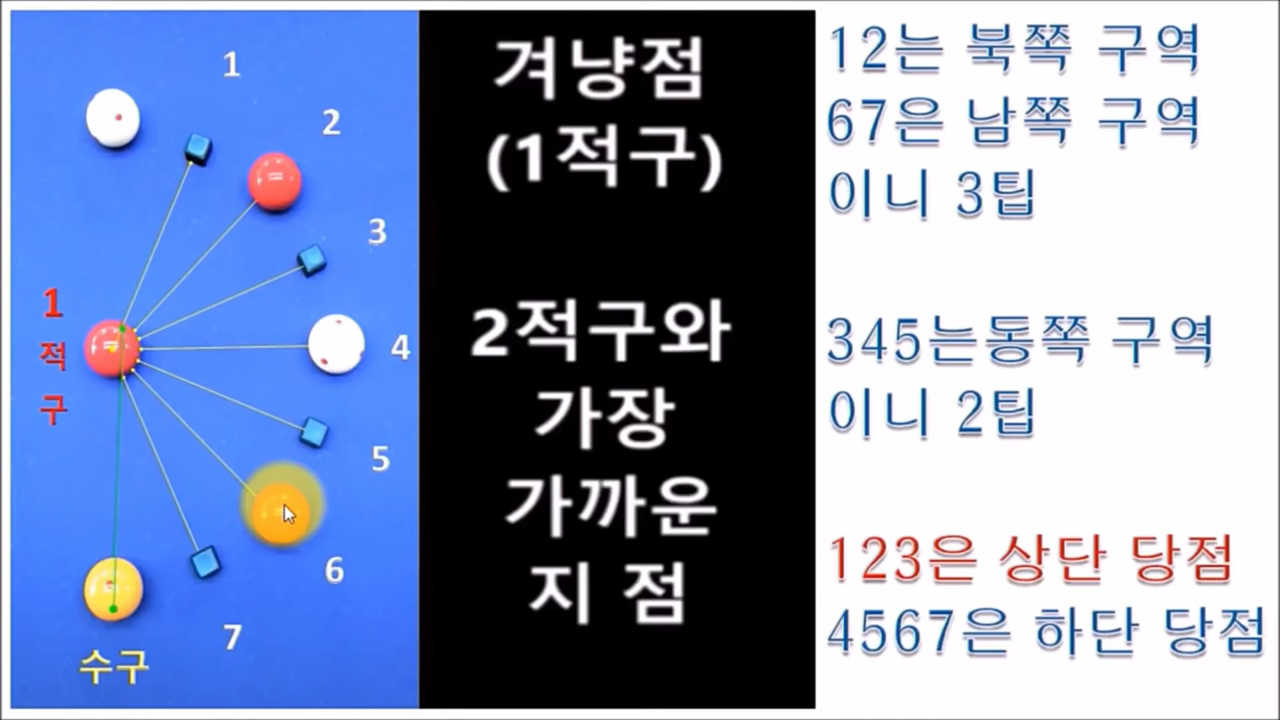 1
2
3
4
5
6
7
1
적
구
수구
겨냥점
(1적구)
2적구와
가장
가까운
지 점
12는 북쪽 구역
67은 남쪽 구역
이니 3팁
345는동쪽 구역
이니 2팁
123은 상단 당점
4567은 하단 당점